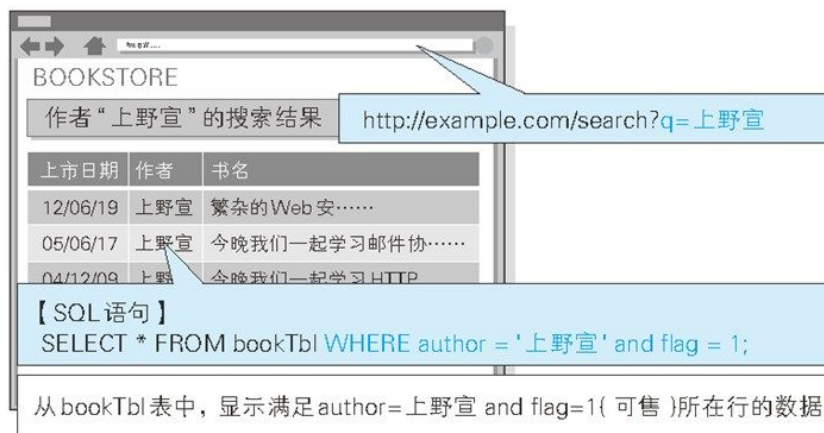 BOOKSTORE
作者“上野宣”的搜索结果
http://example.com/search?q=上野宣
上市日期 作者 书名
12/06/19 上野宣 繁杂的Web安……
05/06/17 上野宣 今晚我们一起学习邮件协……
04/12/09 上野 今晚我们一起学习HTTP
【SQL语句】
SELECT * FROM bookTbl WHERE author = '上野宣' and flag = 1;
从bookTbl表中，显示满足author=上野宣 and flag=1( 可售 )所在行的数据